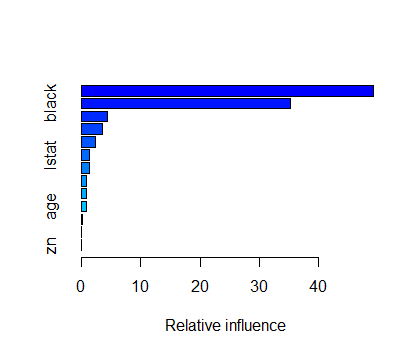 black
lstat
age
zn
0 10 20 30 40
Relative influence